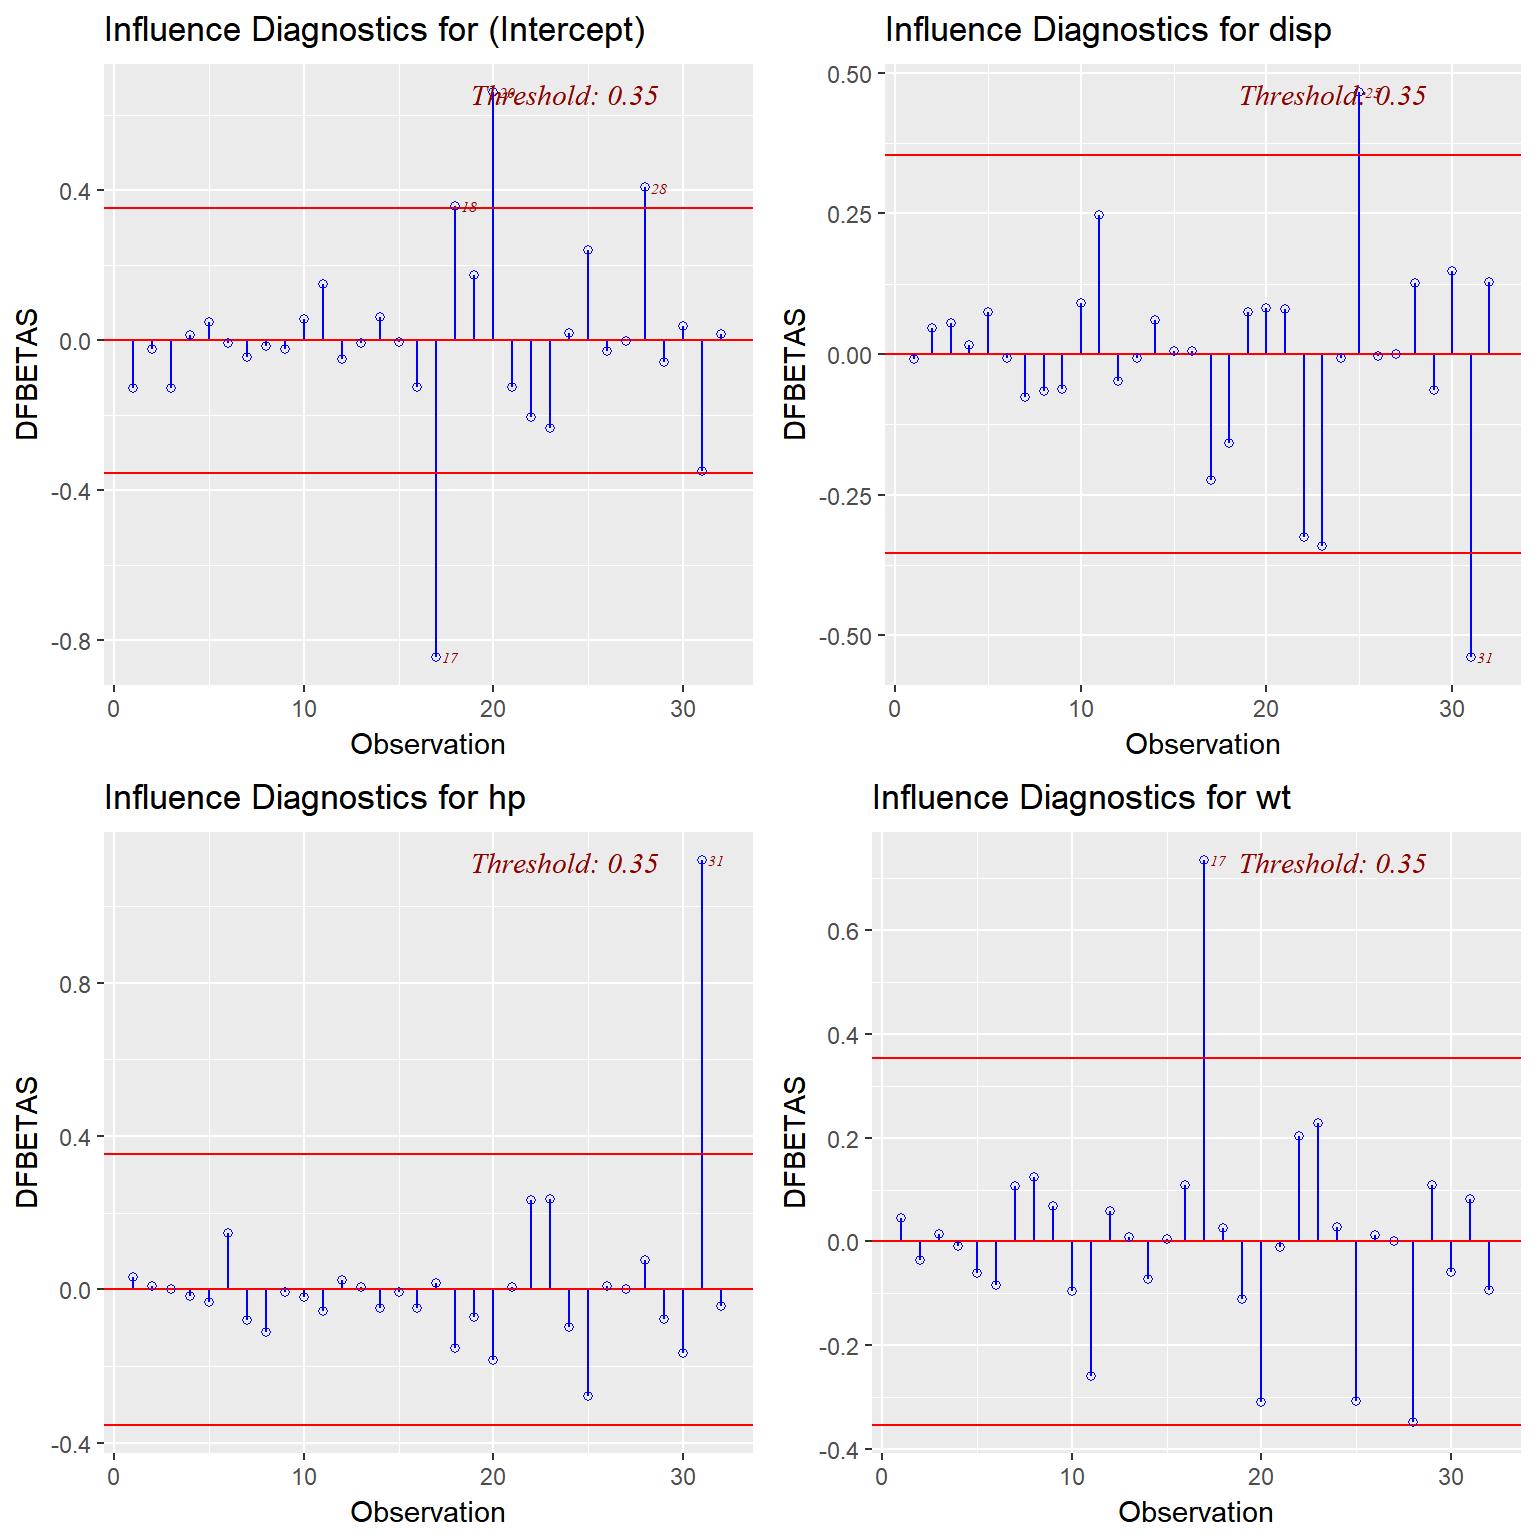 Influence Diagnostics for (Intercept)
Threshold: 0.35
20
28
18
17
0.4
0.0
-0.4
-0.8
DFBETAS
0 10 20 30
Observation
Influence Diagnostics for disp
Threshold: 0.35
25
31
0.50
0.25
0.00
-0.25
-0.50
DFBETAS
0 10 20 30
Observation
Influence Diagnostics for hp
Threshold: 0.35
31
0.8
0.4
0.0
-0.4
DFBETAS
0 10 20 30
Observation
Influence Diagnostics for wt
17
Threshold: 0.35
0.6
0.4
0.2
0.0
-0.2
-0.4
DFBETAS
0 10 20 30
Observation